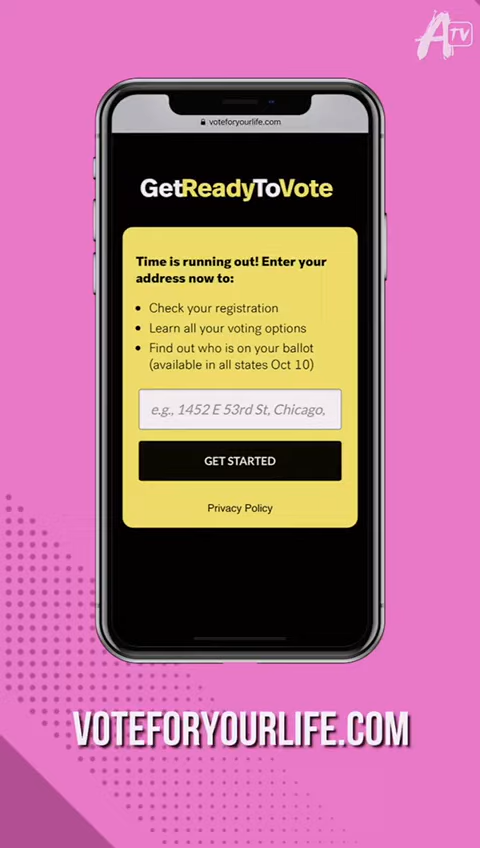 ATV
voteforyourlife.com
GetReadyToVote
Time is running out! Enter your
address now to:
• Check your registration
• Learn all your voting options
• Find out who is on your ballot
(available in all states Oct 10)
e.g., 1452 E 53rd St, Chicago,
GET STARTED
Privacy Policy
VOTEFORYOURLIFE.COM